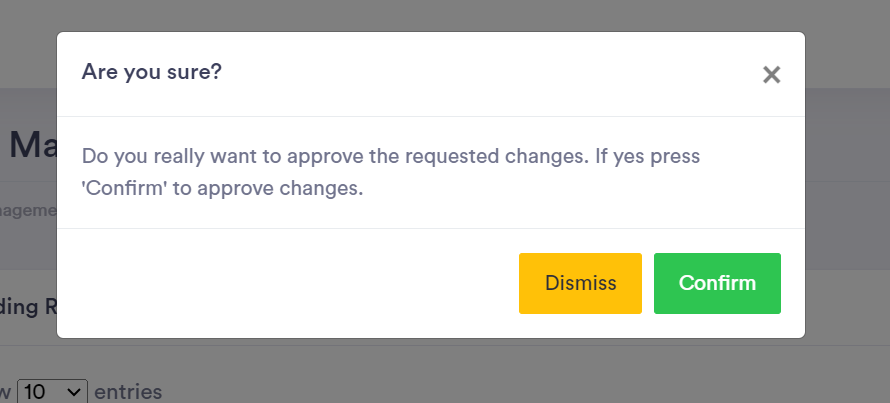 Are you sure?
×
Ma
Do you really want to approve the requested changes. If yes press
'Confirm' to approve changes.
Dismiss Confirm
10 entries